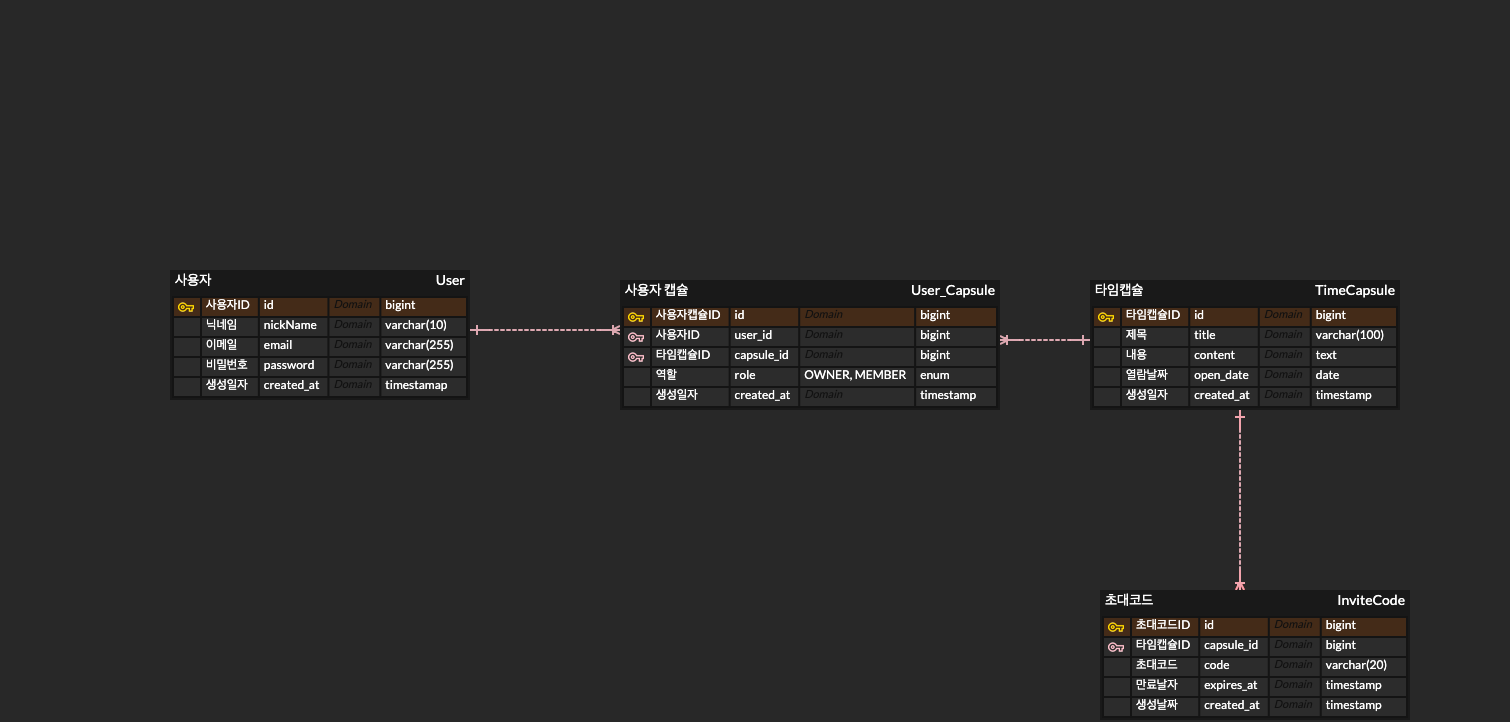 사용자 User
사용자ID id Domain bigint
닉네임 nickName Domain varchar(10)
이메일 email Domain varchar(255)
비밀번호 password Domain varchar(255)
생성일자 created_at Domain timestamap
사용자 캡슐 User_Capsule
사용자캡슐ID id Domain bigint
사용자ID user_id Domain bigint
타임캡슐ID capsule_id Domain bigint
역할 role OWNER, MEMBER enum
생성일자 created_at Domain timestamp
타임캡슐 TimeCapsule
타임캡슐ID id Domain bigint
제목 title Domain varchar(100)
내용 content Domain text
열람날짜 open_date Domain date
생성일자 created_at Domain timestamp
초대코드 InviteCode
초대코드ID id Domain bigint
타임캡슐ID capsule_id Domain bigint
초대코드 code Domain varchar(20)
만료날자 expires_at Domain timestamp
생성날짜 created_at Domain timestamp